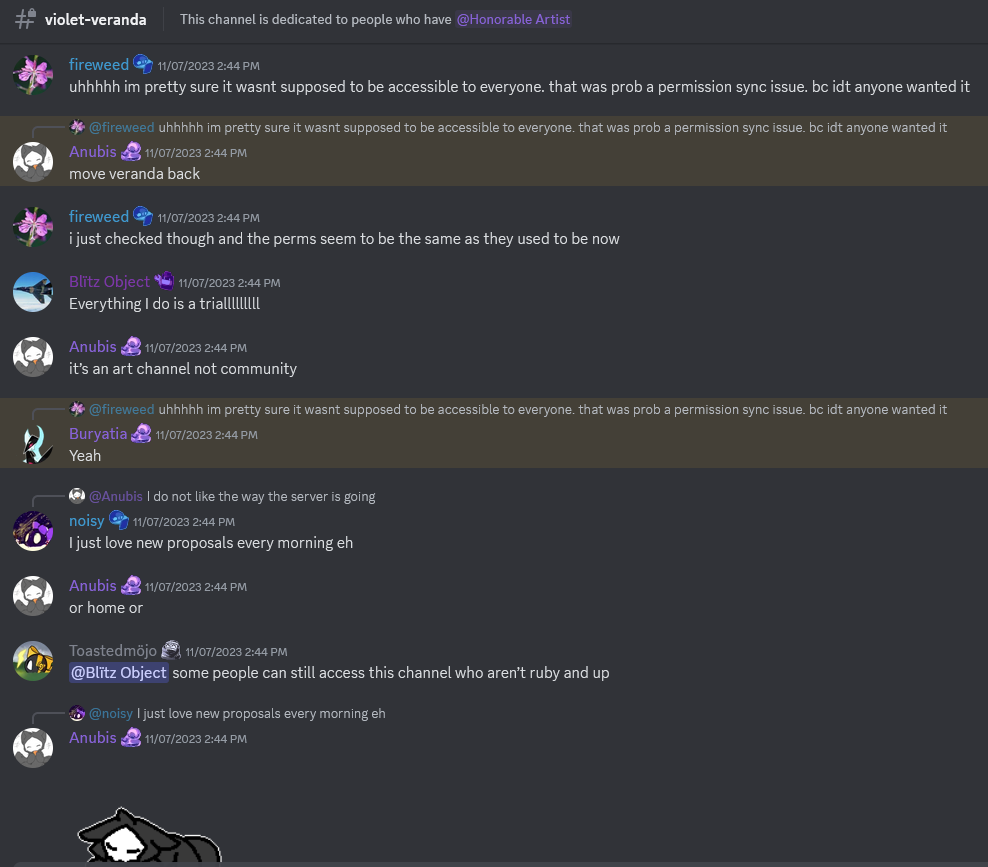 violet-veranda This channel is dedicated to people who have @Honorable Artist
fireweed 11/07/2023 2:44 PM
uhhhhh im pretty sure it wasnt supposed to be accessible to everyone. that was prob a permission sync issue. bc idt anyone wanted it
@fireweed uhhhhh im pretty sure it wasnt supposed to be accessible to everyone. that was prob a permission sync issue. bc idt anyone wanted it
Anubis 11/07/2023 2:44 PM
move veranda back
fireweed 11/07/2023 2:44 PM
i just checked though and the perms seem to be the same as they used to be now
Blītz Object 11/07/2023 2:44 PM
Everything I do is a trialllllllll
Anubis 11/07/2023 2:44 PM
it's an art channel not community
@fireweed uhhhhh im pretty sure it wasnt supposed to be accessible to everyone. that was prob a permission sync issue. bc idt anyone wanted it
Buryatia 11/07/2023 2:44 PM
Yeah
@Anubis I do not like the way the server is going
noisy 11/07/2023 2:44 PM
I just love new proposals every morning eh
Anubis 11/07/2023 2:44 PM
or home or
Toastedmöjo 11/07/2023 2:44 PM
@Blītz Object some people can still access this channel who aren't ruby and up
@noisy I just love new proposals every morning eh
Anubis 11/07/2023 2:44 PM